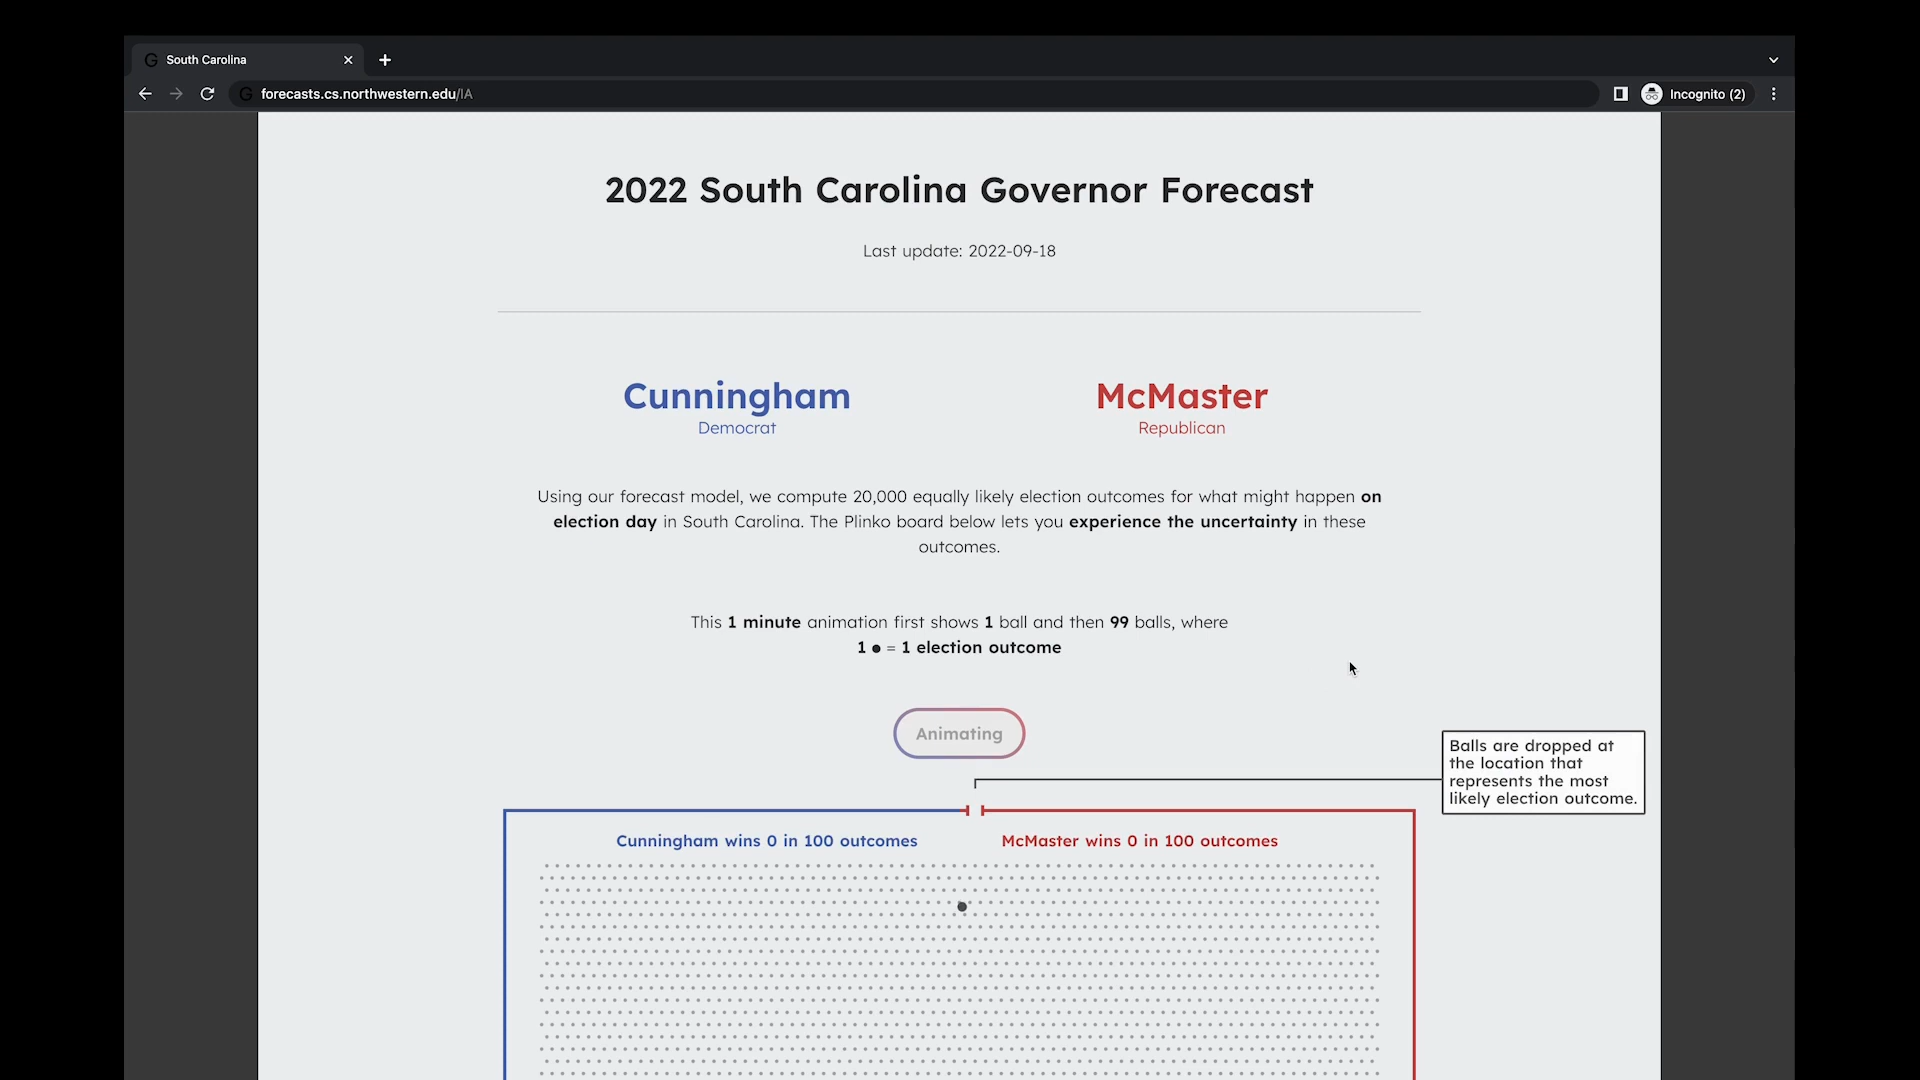 South Carolina
forecasts.cs.northwestern.edu/IA
Incognito (2)
2022 South Carolina Governor Forecast
Last update: 2022-09-18
Cunningham
Democrat
McMaster
Republican
Using our forecast model, we compute 20,000 equally likely election outcomes for what might happen on
election day in South Carolina. The Plinko board below lets you experience the uncertainty in these
outcomes.
This 1 minute animation first shows 1 ball and then 99 balls, where
1 ● = 1 election outcome
Animating
Balls are dropped at
the location that
represents the most
likely election outcome.
Cunningham wins 0 in 100 outcomes
McMaster wins 0 in 100 outcomes